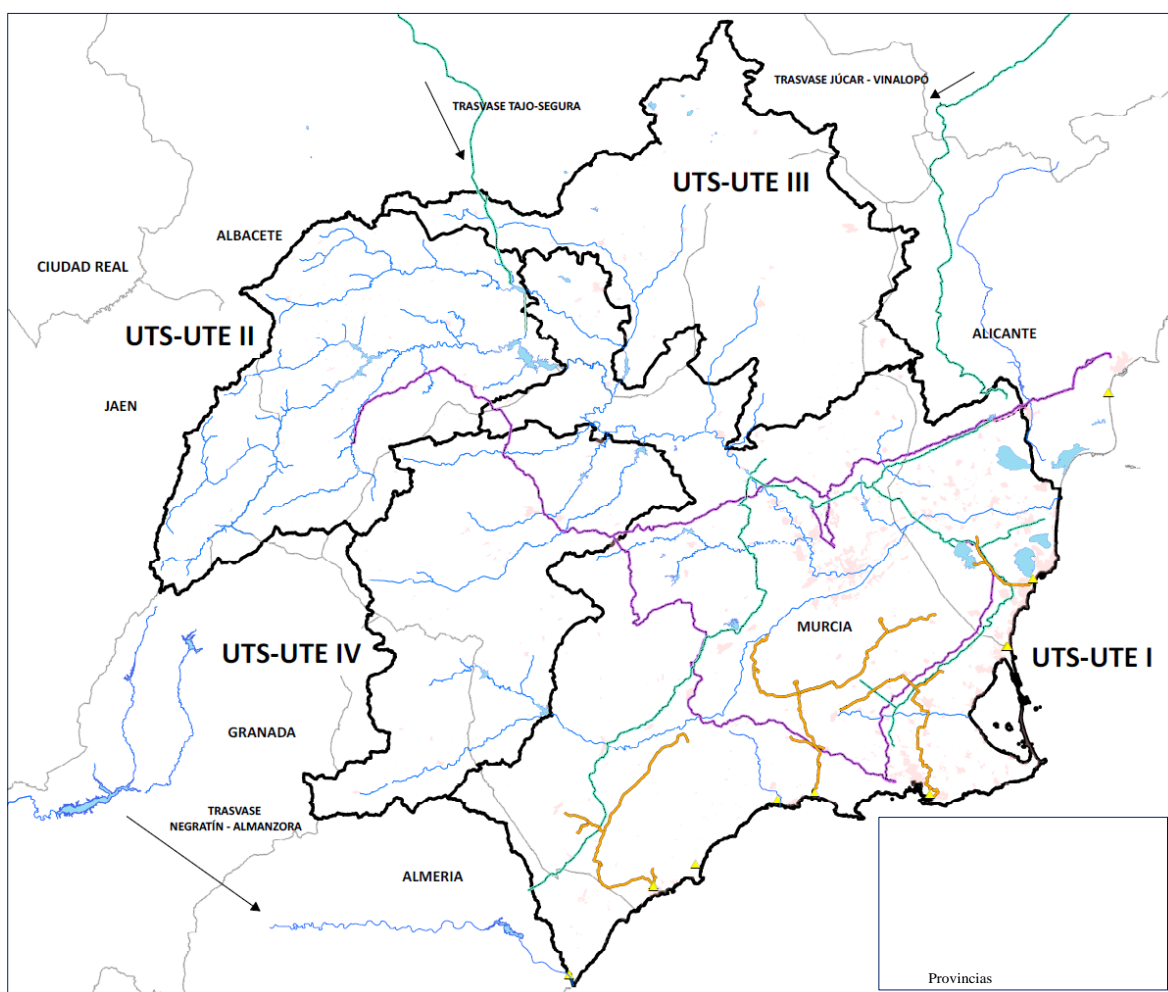 TRASVASE JÚCAR - VINALOPÓ
TRASVASE TAJO-SEGURA
UTS-UTE III
ALBACETE
CIUDAD REAL
UTS-UTE II
ALICANTE
JAEN
MURCIA
UTS-UTE IV
UTS-UTE I
GRANADA
TRASVASE
NEGRATÍN - ALMANZORA
ALMERIA
Provincias